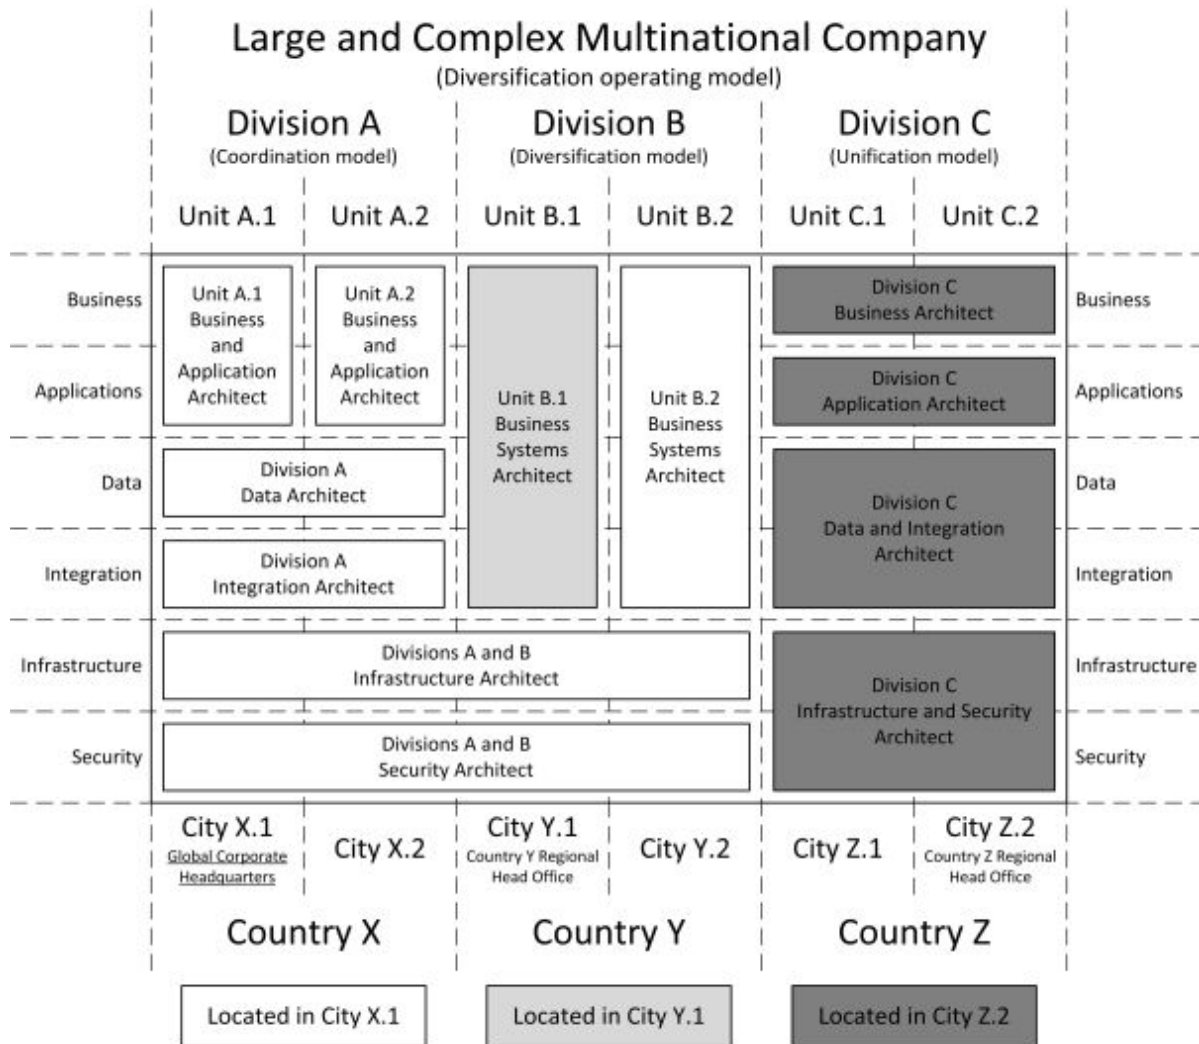 Large and Complex Multinational Company
(Diversification operating model)
Division A
(Coordination model)
Division B
(Diversification model)
Division C
(Unification model)
Unit A.1
Unit A.2
Unit B.1
Unit B.2
Unit C.1
Unit C.2
Business
Applications
Data
Integration
Infrastructure
Security
Unit A.1
Business
and
Application
Architect
Unit A.2
Business
and
Application
Architect
Division A
Data Architect
Division A
Integration Architect
Unit B.1
Business
Systems
Architect
Unit B.2
Business
Systems
Architect
Divisions A and B
Infrastructure Architect
Divisions A and B
Security Architect
Division C
Business Architect
Division C
Application Architect
Division C
Data and Integration
Architect
Division C
Infrastructure and Security
Architect
Business
Applications
Data
Integration
Infrastructure
Security
City X.1
Global Corporate
Headquarters
City X.2
City Y.1
Country Y Regional
Head Office
City Y.2
City Z.1
City Z.2
Country Z Regional
Head Office
Country X
Country Y
Country Z
Located in City X.1
Located in City Y.1
Located in City Z.2